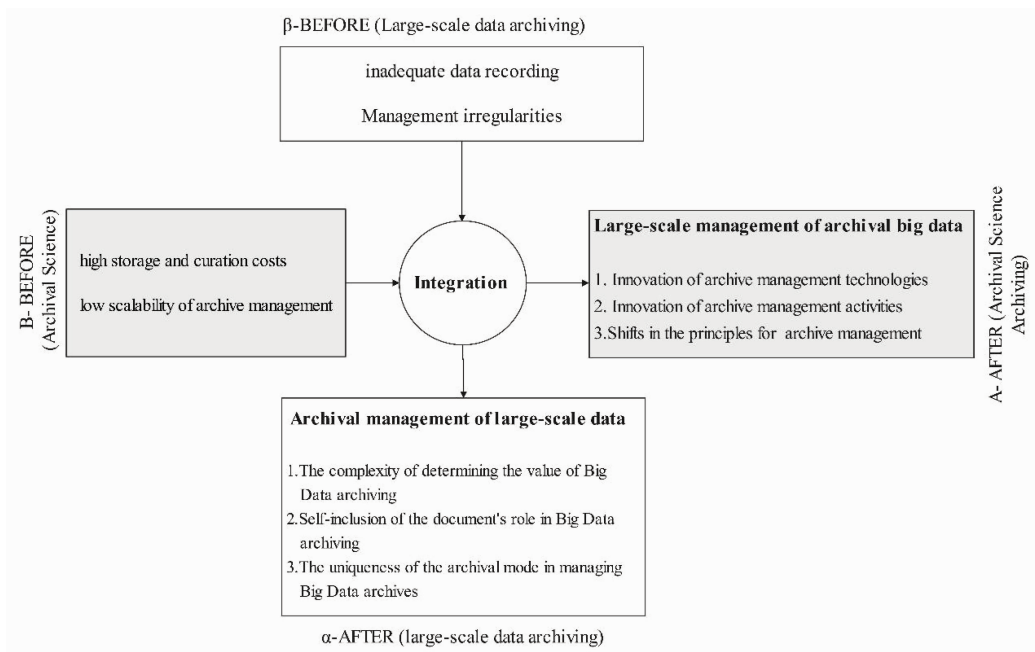 β-BEFORE (Large-scale data archiving)
inadequate data recording
Management irregularities
B- BEFORE
(Archival Science)
high storage and curation costs
low scalability of archive management
Integration
Large-scale management of archival big data
1. Innovation of archive management technologies
2. Innovation of archive management activities
3.Shifts in the principles for archive management
A- AFTER (Archival Science
Archiving)
Archival management of large-scale data
1.The complexity of determining the value of Big
Data archiving
2.Self-inclusion of the document's role in Big Data
archiving
3.The uniqueness of the archival mode in managing
Big Data archives
α-AFTER (large-scale data archiving)